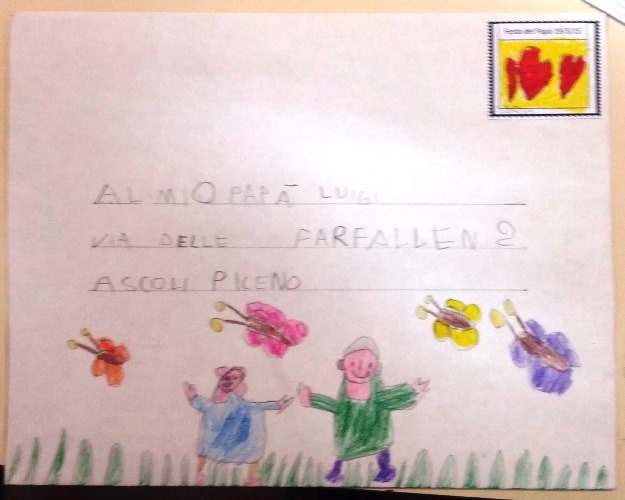 Festa del Papà 19/3/15
AL MIO PAPÀ LUIGI
VIA DELLE FARFALLE N 2
ASCOLI PICENO